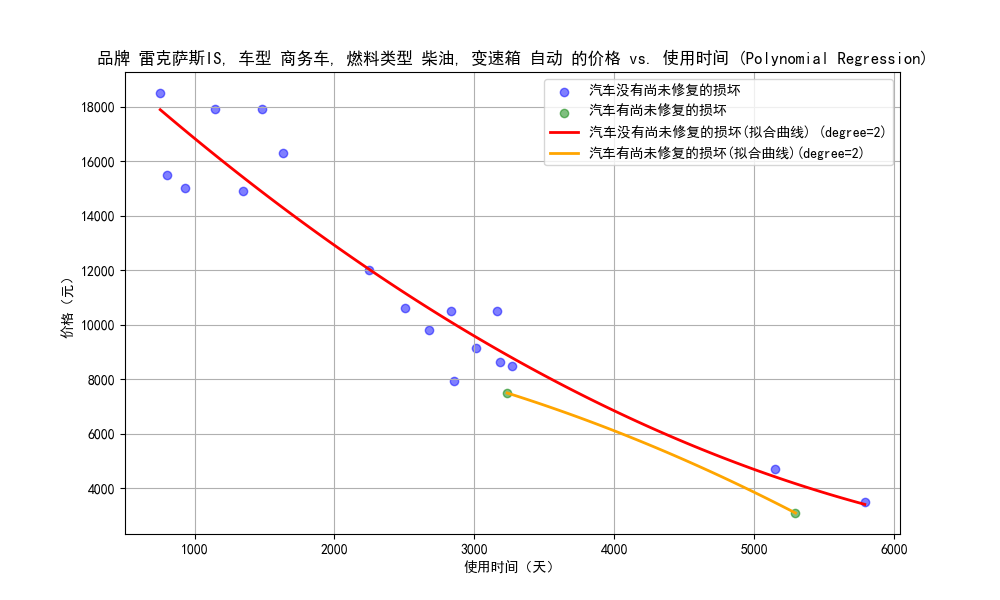 品牌 雷克萨斯IS, 车型 商务车, 燃料类型 柴油, 变速箱 自动 的价格 vs. 使用时间 (Polynomial Regression)
汽车没有尚未修复的损坏
汽车有尚未修复的损坏
汽车没有尚未修复的损坏(拟合曲线) (degree=2)
汽车有尚未修复的损坏(拟合曲线)(degree=2)
价格（元）
18000
16000
14000
12000
10000
8000
6000
4000
1000 2000 3000 4000 5000 6000
使用时间（天）